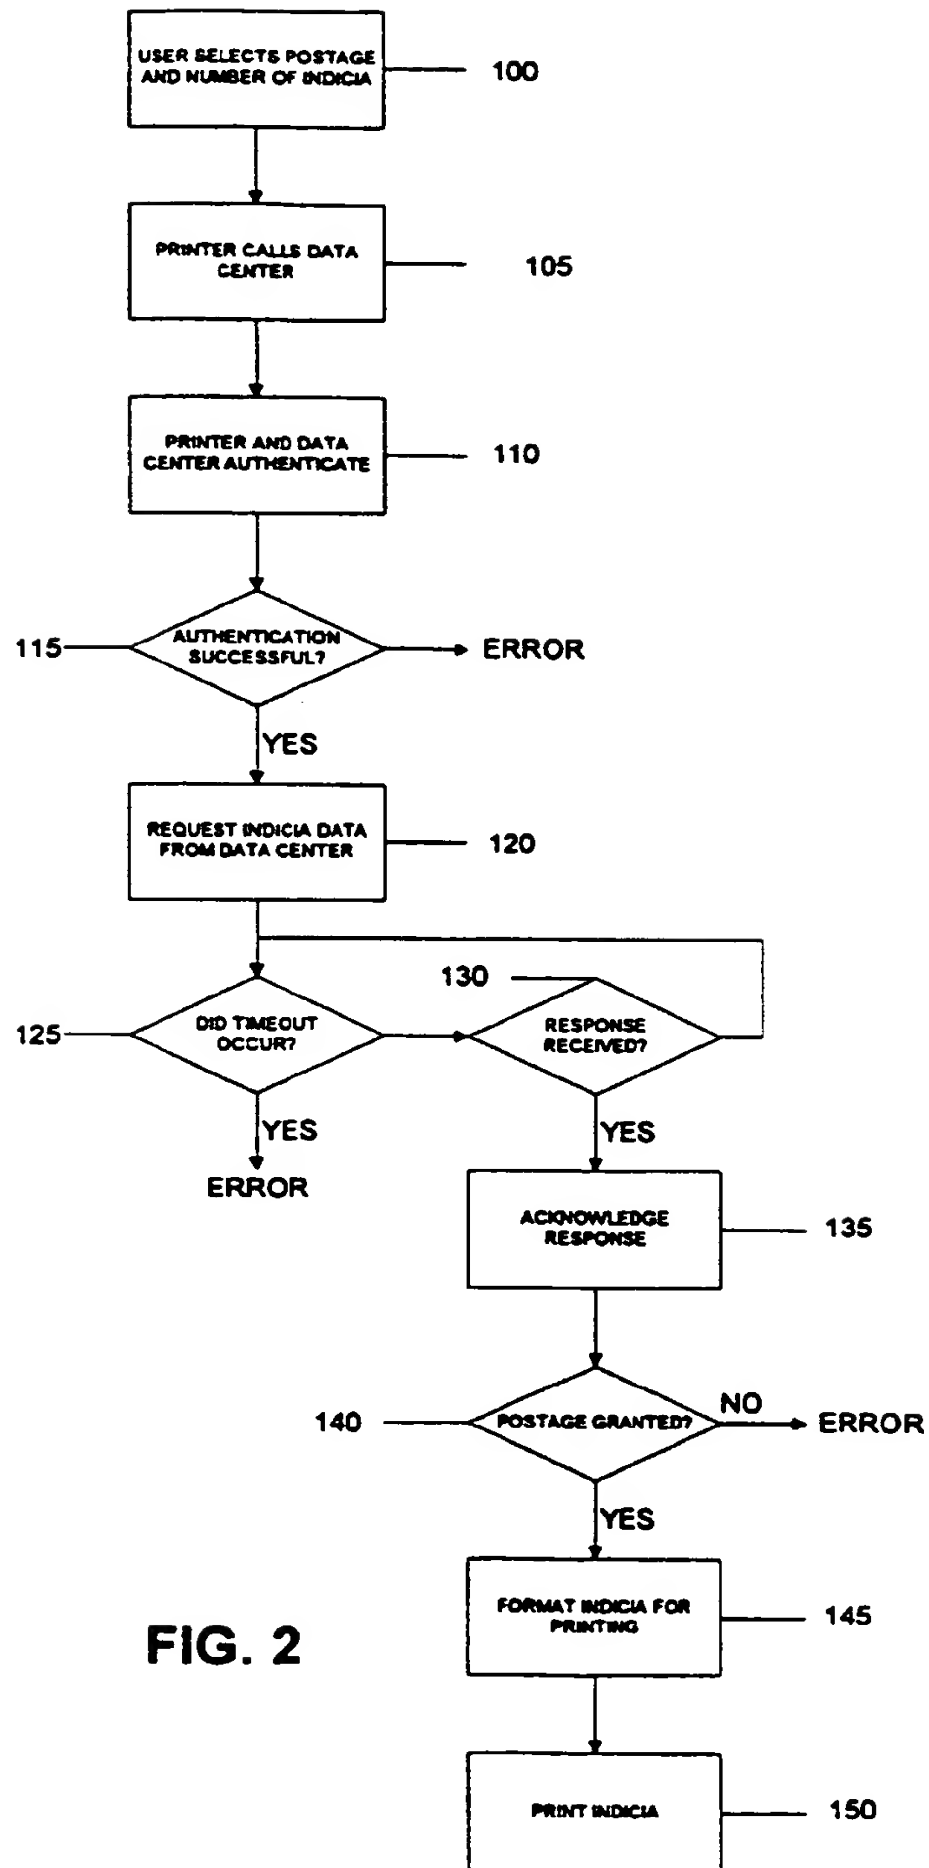 USER SELECTS POSTAGE
AND NUMBER OF INDICIA
100
PRINTER CALLS DATA
CENTER
105
PRINTER AND DATA
CENTER AUTHENTICATE
110
115
AUTHENTICATION
SUCCESSFUL?
ERROR
YES
REQUEST INDICIA DATA
FROM DATA CENTER
120
125
DID TIMEOUT
OCCUR?
130
RESPONSE
RECEIVED?
YES
ERROR
YES
ACKNOWLEDGE
RESPONSE
135
140
POSTAGE GRANTED?
NO
ERROR
YES
FORMAT INDICIA FOR
PRINTING
145
FIG. 2
PRINT INDICIA
150